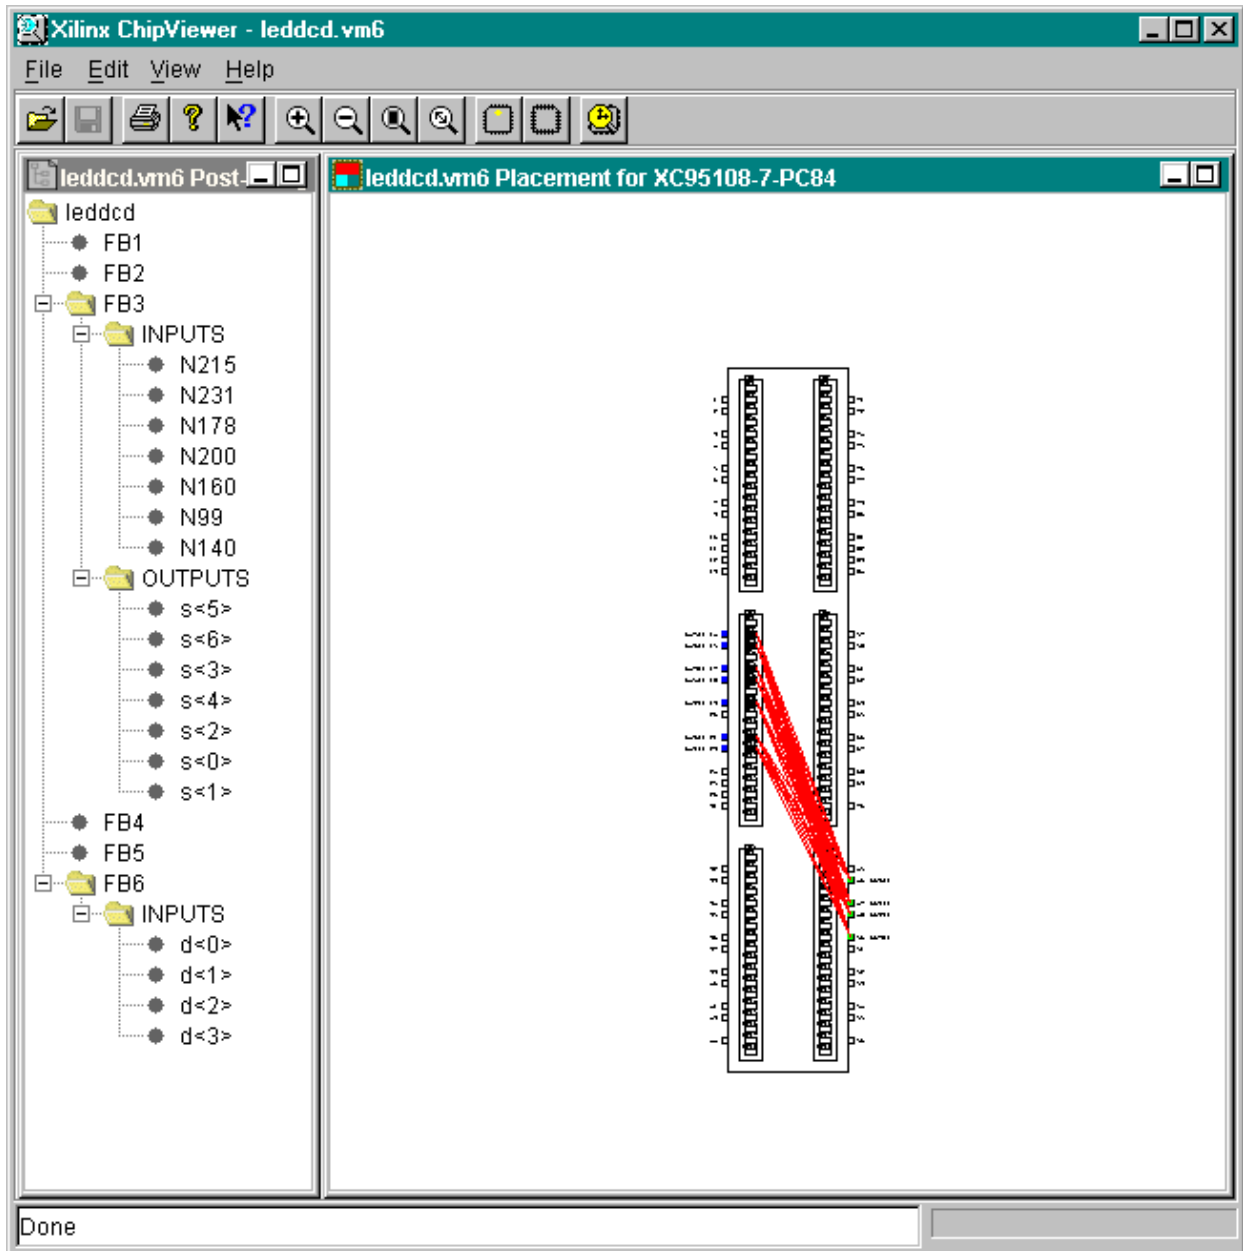 Xilinx ChipViewer - leddcd.vm6
File Edit View Help
leddcd.vm6 Post-
leddcd.vm6 Placement for XC95108-7-PC84
leddcd
FB1
FB2
FB3
INPUTS
N215
N231
N178
N200
N160
N99
N140
OUTPUTS
s<5>
s<6>
s<3>
s<4>
s<2>
s<0>
s<1>
FB4
FB5
FB6
INPUTS
d<0>
d<1>
d<2>
d<3>
Done